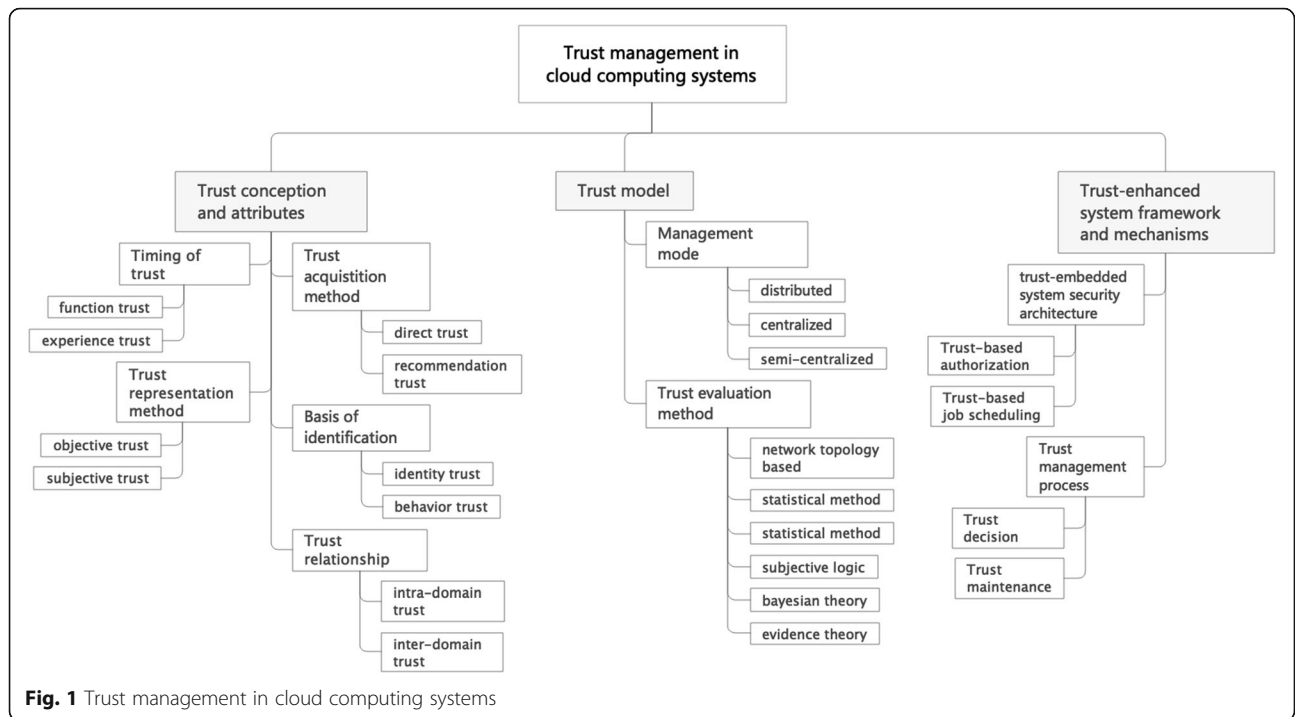 Trust management in
cloud computing systems
Trust conception
and attributes
Timing of
trust
function trust
experience trust
Trust
representation
method
objective trust
subjective trust
Trust
acquistition
method
direct trust
recommendation
trust
Basis of
identification
identity trust
behavior trust
Trust
relationship
intra-domain
trust
inter-domain
trust
Trust model
Management
mode
distributed
centralized
semi-centralized
Trust evaluation
method
network topology
based
statistical method
statistical method
subjective logic
bayesian theory
evidence theory
Trust-enhanced
system framework
and mechanisms
trust-embedded
system security
architecture
Trust-based
authorization
Trust-based
job scheduling
Trust
management
process
Trust
decision
Trust
maintenance
Fig. 1 Trust management in cloud computing systems